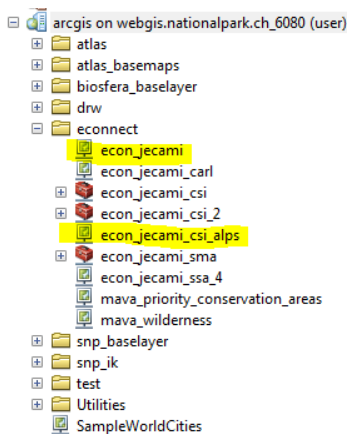 arcgis on webgis.nationalpark.ch_6080 (user)
atlas
atlas_basemaps
biosfera_baselayer
drw
econnect
econ_jecami
econ_jecami_carl
econ_jecami_csi
econ_jecami_csi_2
econ_jecami_csi_alps
econ_jecami_sma
econ_jecami_ssa_4
mava_priority_conservation_areas
mava_wilderness
snp_baselayer
snp_ik
test
Utilities
SampleWorldCities